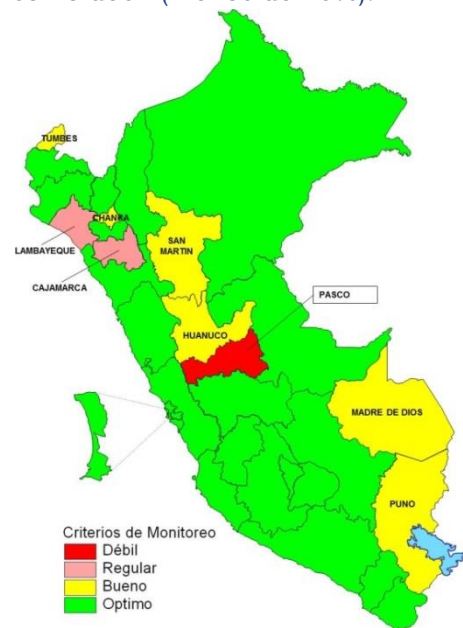 TUMBES
CHANKA
LAMBAYEQUE
CAJAMARCA
SAN
MARTIN
PASCO
HUANUCO
MADRE DE DIOS
PUNO
Criterios de Monitoreo
Débil
Regular
Bueno
Optimo